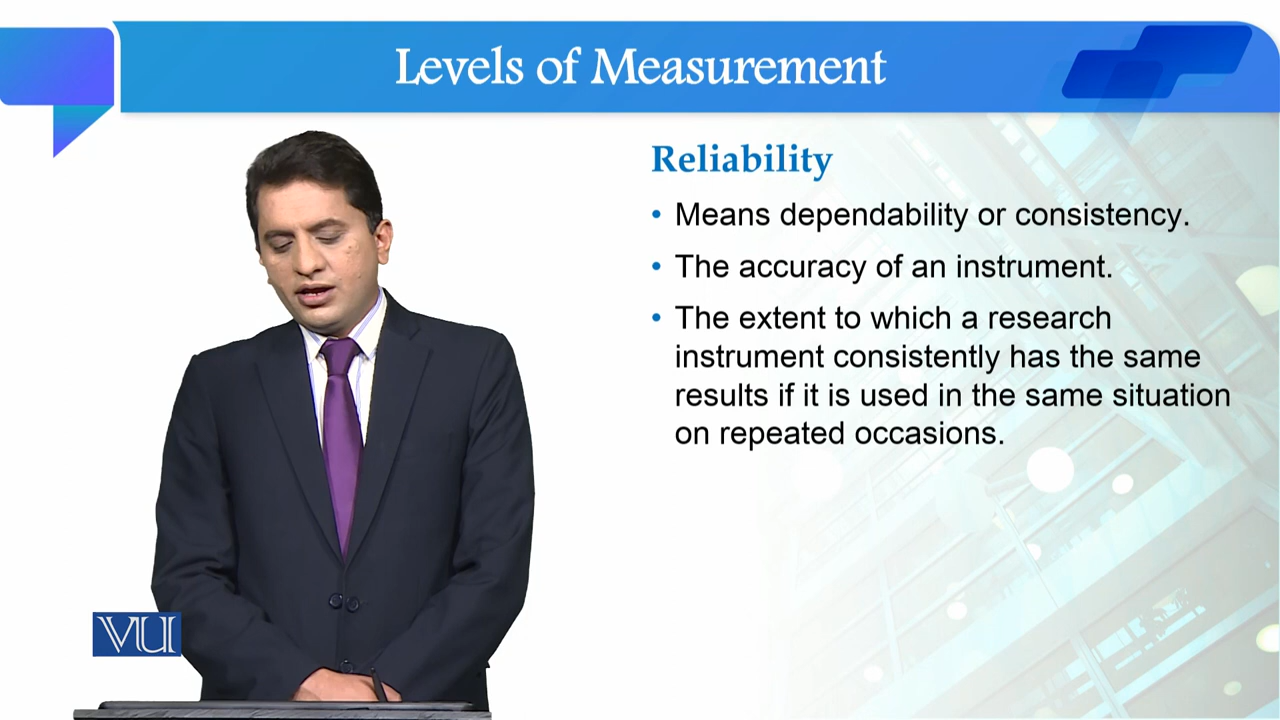 Levels of Measurement
Reliability
• Means dependability or consistency.
• The accuracy of an instrument.
• The extent to which a research
instrument consistently has the same
results if it is used in the same situation
on repeated occasions.
VU